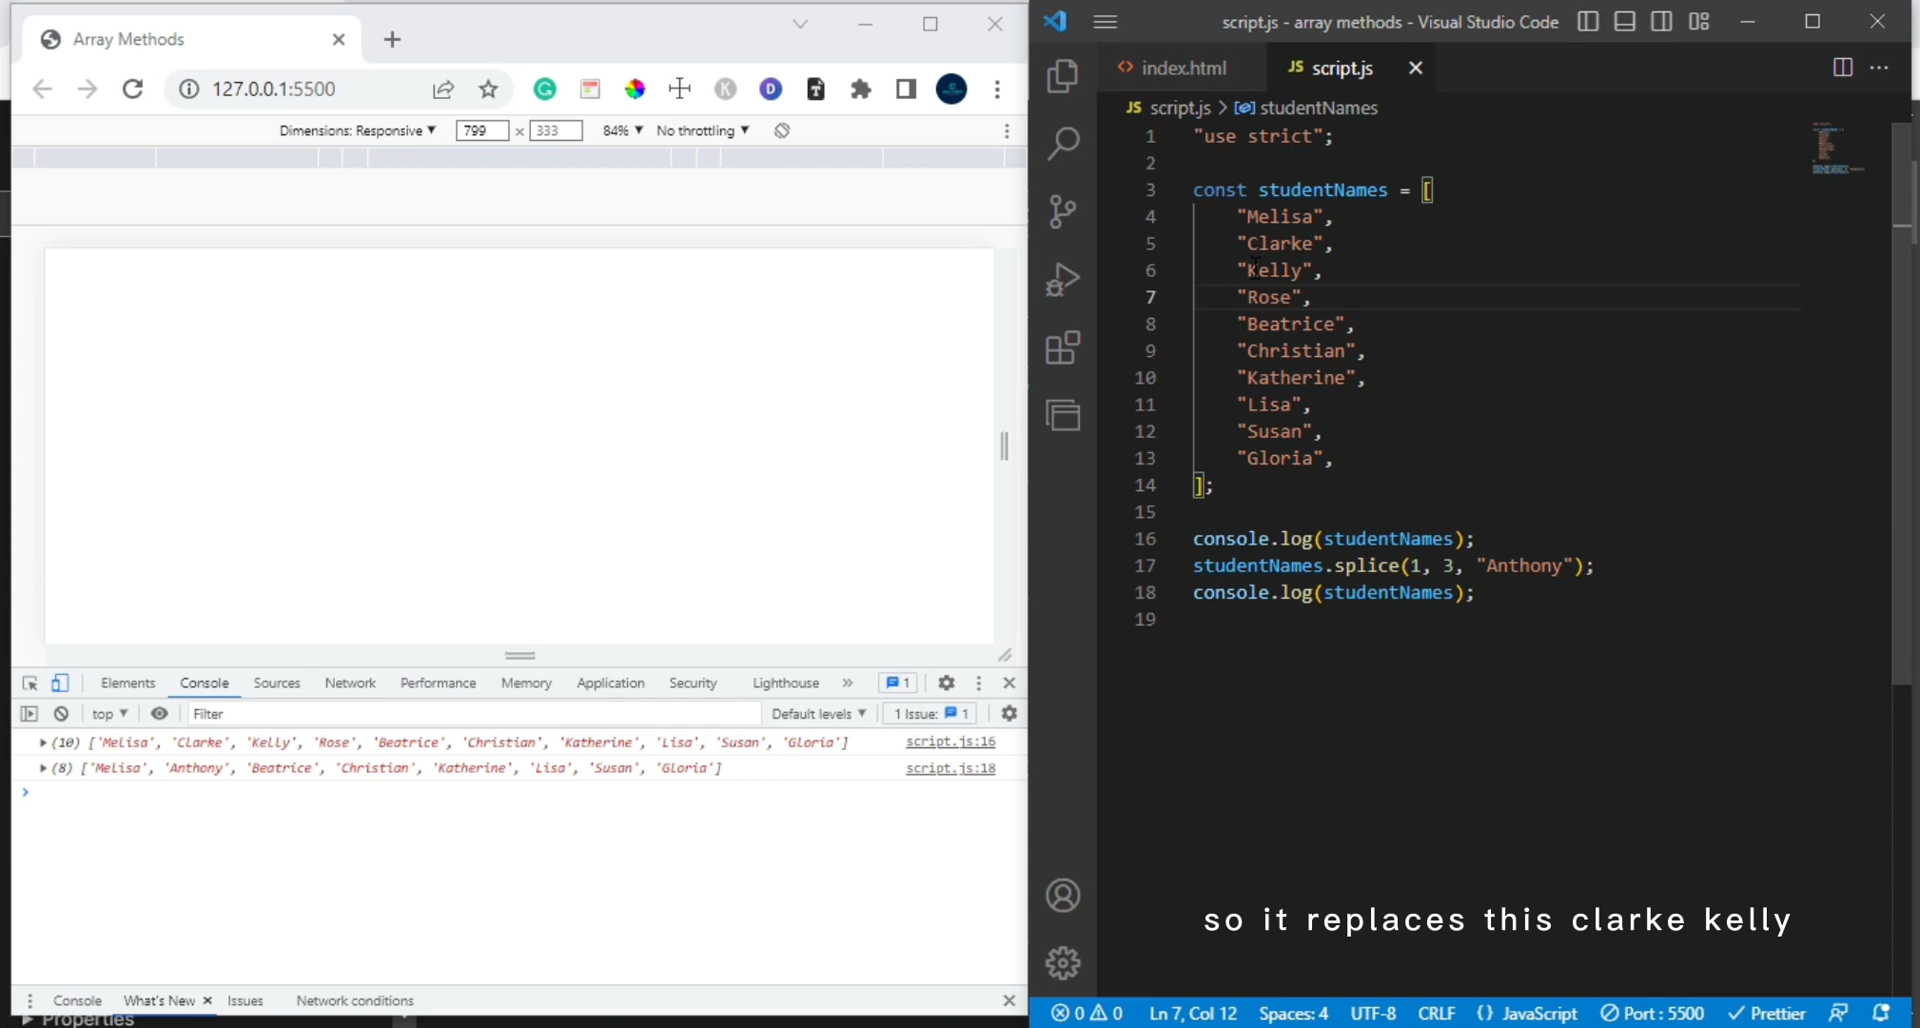 Array Methods
127.0.0.1:5500
Dimensions: Responsive ▼ 799 × 333 84% ▼ No throttling ▼
Elements Console Sources Network Performance Memory Application Security Lighthouse » 1
top ▼ Filter Default levels ▼ 1 Issue: 1
(10) ['Melisa', 'Clarke', 'Kelly', 'Rose', 'Beatrice', 'Christian', 'Katherine', 'Lisa', 'Susan', 'Gloria'] script.js:16
(8) ['Melisa', 'Anthony', 'Beatrice', 'Christian', 'Katherine', 'Lisa', 'Susan', 'Gloria'] script.js:18
Console What's New Issues Network conditions
Properties
script.js - array methods - Visual Studio Code
index.html JS script.js
JS script.js > studentNames
1 "use strict";
2
3 const studentNames = [
4 "Melisa",
5 "Clarke",
6 "Kelly",
7 "Rose",
8 "Beatrice",
9 "Christian",
10 "Katherine",
11 "Lisa",
12 "Susan",
13 "Gloria",
14 ];
15
16 console.log(studentNames);
17 studentNames.splice(1, 3, "Anthony");
18 console.log(studentNames);
19
so it replaces this clarke kelly
0 0 Ln 7, Col 12 Spaces: 4 UTF-8 CRLF {} JavaScript Port : 5500 Prettier